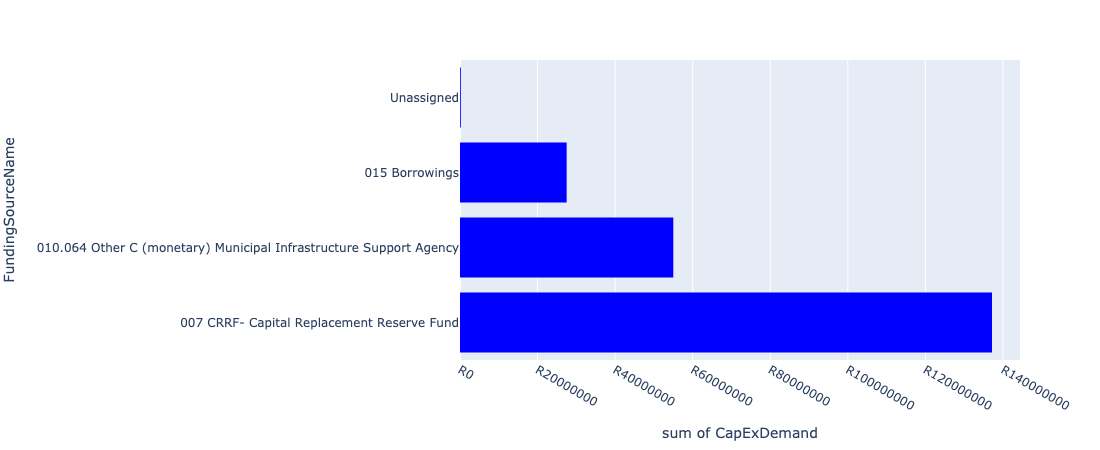 FundingSourceName
Unassigned
015 Borrowings
010.064 Other C (monetary) Municipal Infrastructure Support Agency
007 CRRF- Capital Replacement Reserve Fund
R0
R20000000
R40000000
R60000000
R80000000
R100000000
R120000000
R140000000
sum of CapExDemand